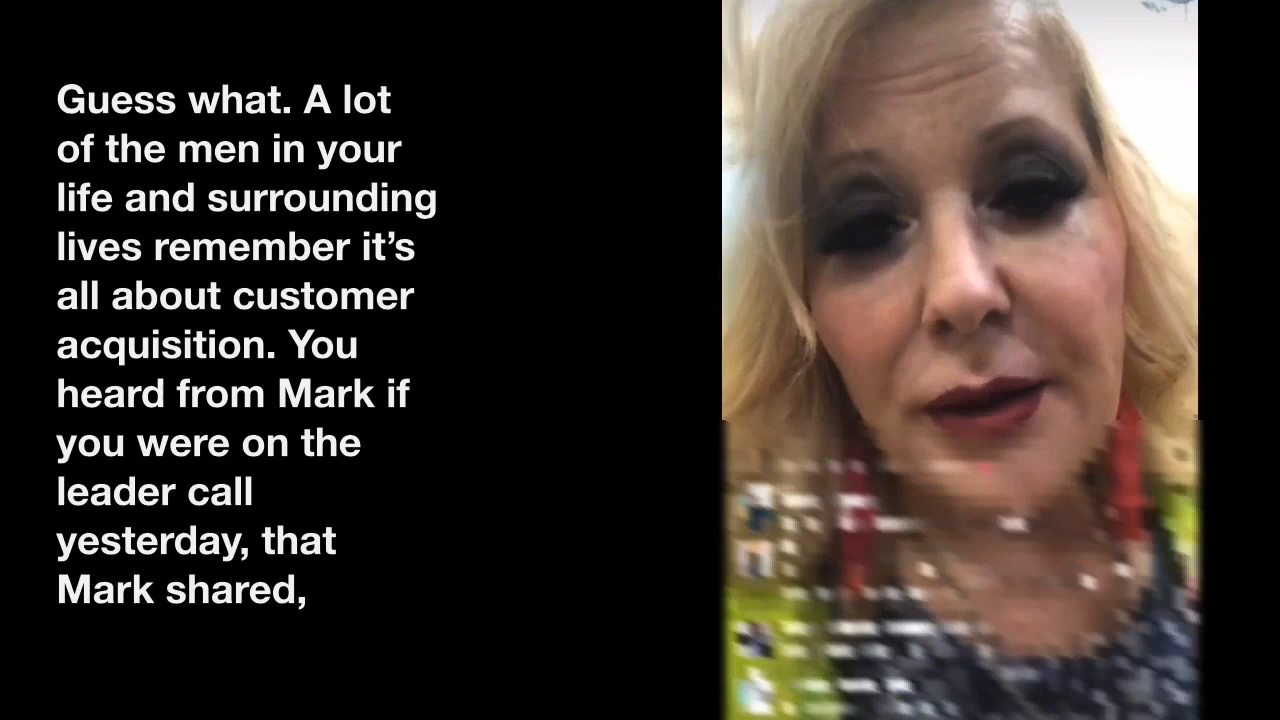 Guess what. A lot
of the men in your
life and surrounding
lives remember it’s
all about customer
acquisition. You
heard from Mark if
you were on the
leader call
yesterday, that
Mark shared,